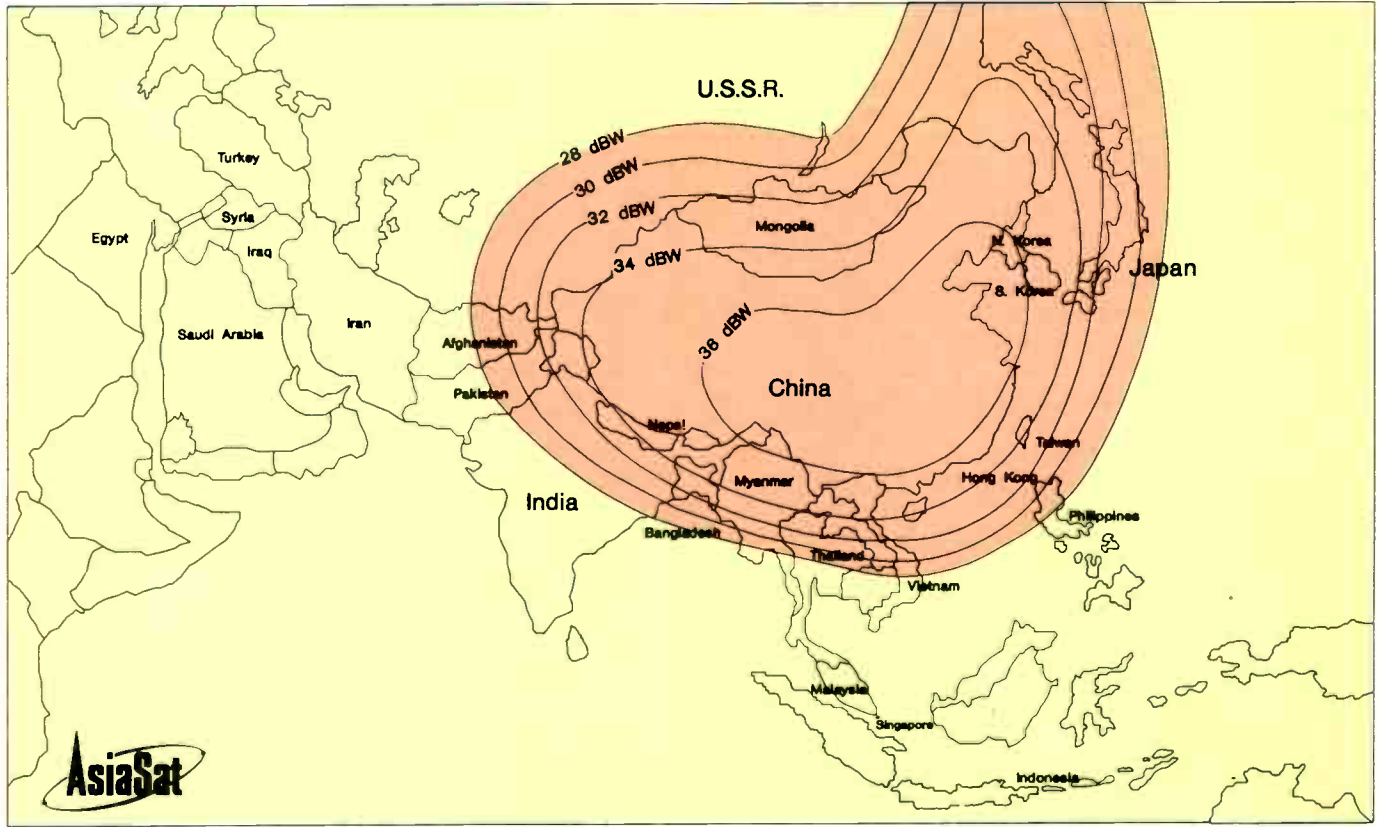 U.S.S.R.
28 dBW
30 dBW
32 dBW
34 dBW
36 dBW
Turkey
Syria
Egypt
Iraq
Iran
Saudi Arabia
Afghanistan
Pakistan
Mongolia
N. Korea
S. Korea
Japan
China
Nepal
Taiwan
Hong Kong
Myanmar
India
Bangladesh
Philippines
Thailand
Vietnam
Malaysia
Singapore
Indonesia
AsiaSat